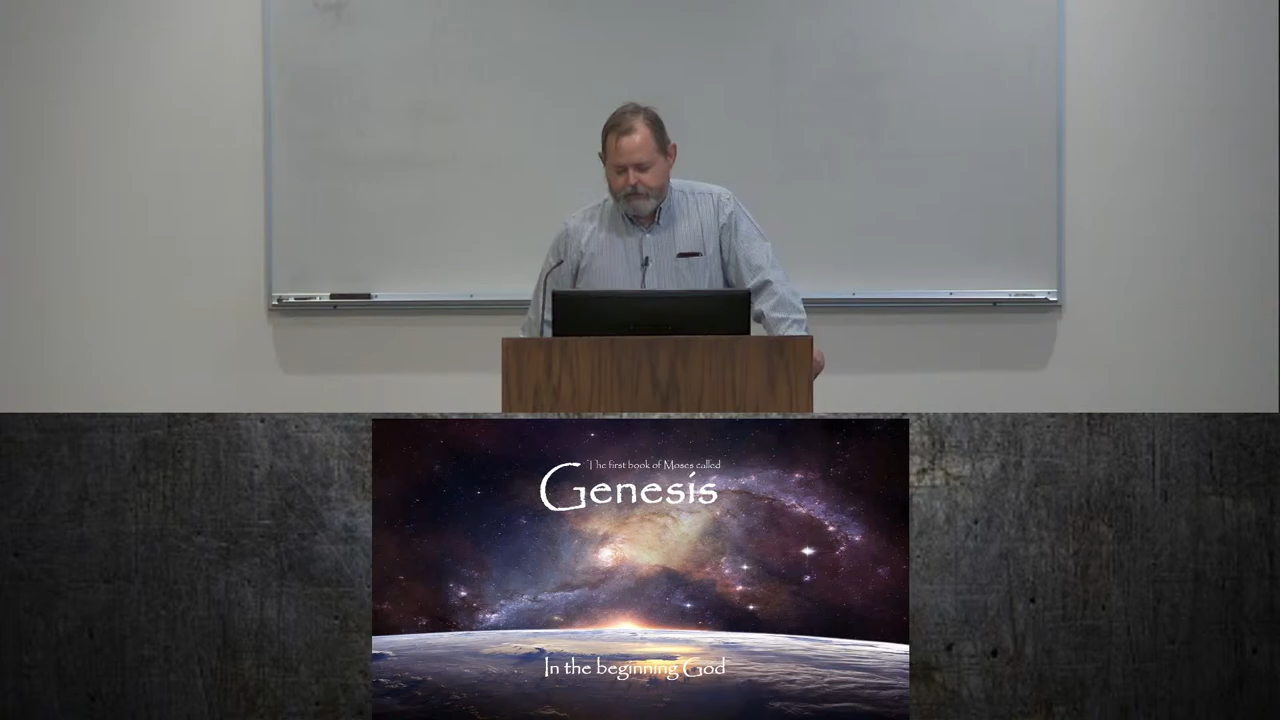 The first book of Moses called
Genesis
In the beginning God